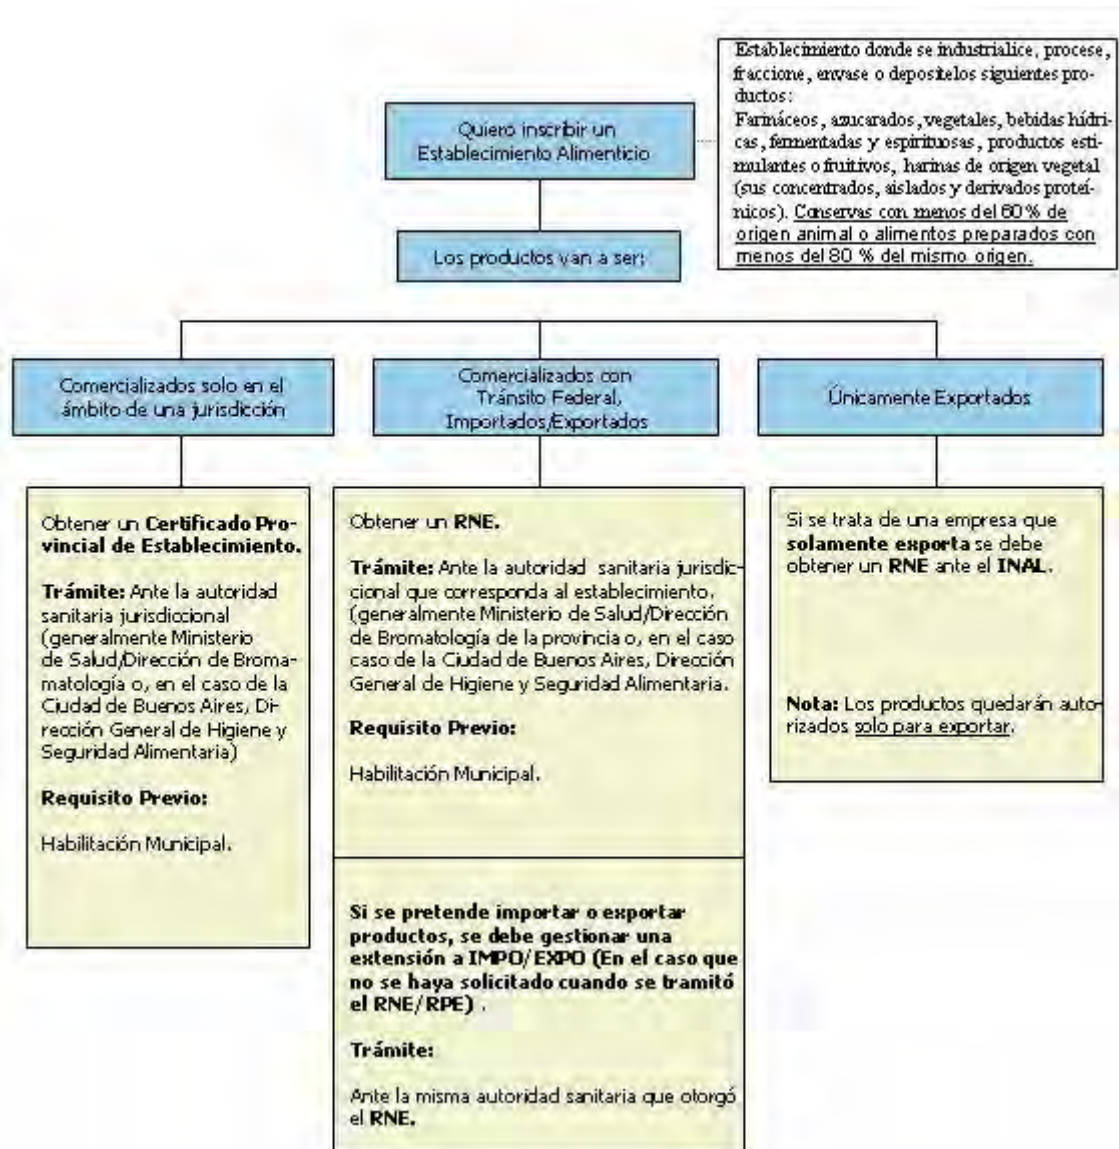 Establecimiento donde se industrialice, procese,
fraccione, envase o depositelos siguientes pro-
ductos:
Farináceos, azucarados, vegetales, bebidas hídri-
cas, fermentadas y espirituosas, productos esti-
mulantes o fruitivos, harinas de origen vegetal
(sus concentrados, aislados y derivados proteí-
nicos). Conservas con menos del 60 % de
origen animal o alimentos preparados con
menos del 80 % del mismo origen.
Quiero inscribir un
Establecimiento Alimenticio
Los productos van a ser:
Comercializados solo en el
ámbito de una jurisdicción
Comercializados con
Tránsito Federal,
Importados/Exportados
Únicamente Exportados
Obtener un Certificado Pro-
vincial de Establecimiento.
Trámite: Ante la autoridad
sanitaria jurisdiccional
(generalmente Ministerio
de Salud/Dirección de Broma-
matología o, en el caso de la
Ciudad de Buenos Aires, Di-
rección General de Higiene y
Seguridad Alimentaria)
Requisito Previo:
Habilitación Municipal.
Obtener un RNE.
Trámite: Ante la autoridad sanitaria jurisdic-
cional que corresponda al establecimiento.
(generalmente Ministerio de Salud/Dirección
de Bromatología de la provincia o, en el caso
caso de la Ciudad de Buenos Aires, Dirección
General de Higiene y Seguridad Alimentaria.
Requisito Previo:
Habilitación Municipal.
Si se pretende importar o exportar
productos, se debe gestionar una
extensión a IMPO/EXPO (En el caso que
no se haya solicitado cuando se tramitó
el RNE/RPE) .
Trámite:
Ante la misma autoridad sanitaria que otorgó
el RNE.
Si se trata de una empresa que
solamente exporta se debe
obtener un RNE ante el INAL.
Nota: Los productos quedarán auto-
rizados solo para exportar.